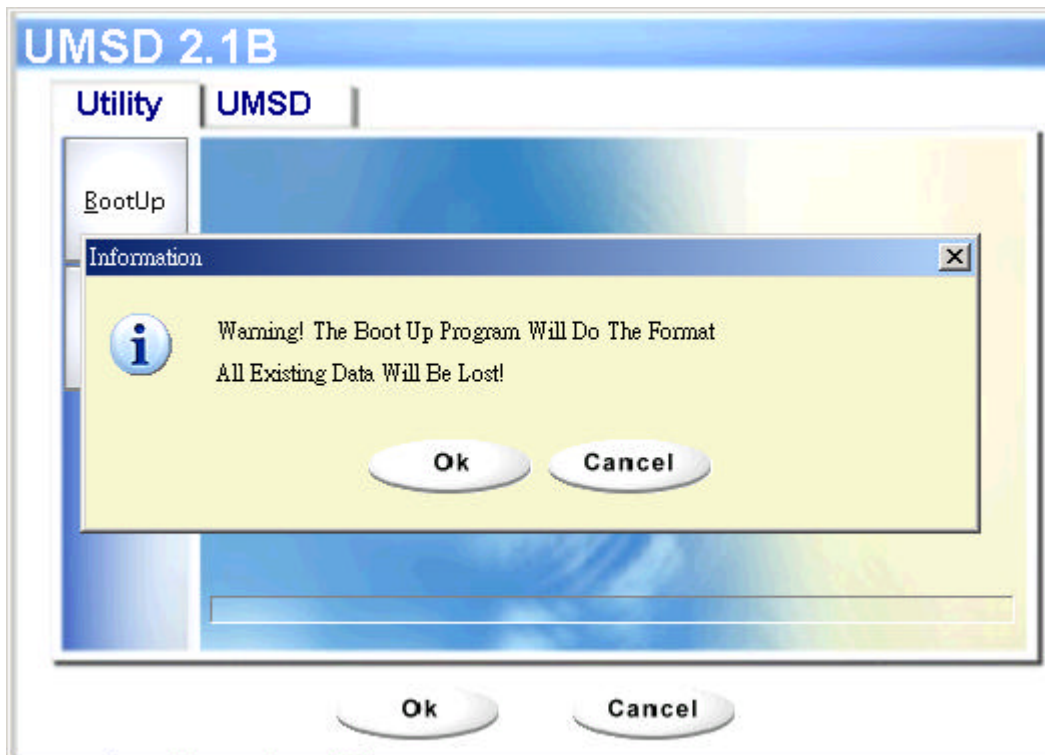 UMSD 2.1B
Utility
UMSD
BootUp
Information
Warning! The Boot Up Program Will Do The Format
All Existing Data Will Be Lost!
Ok
Cancel
Ok
Cancel